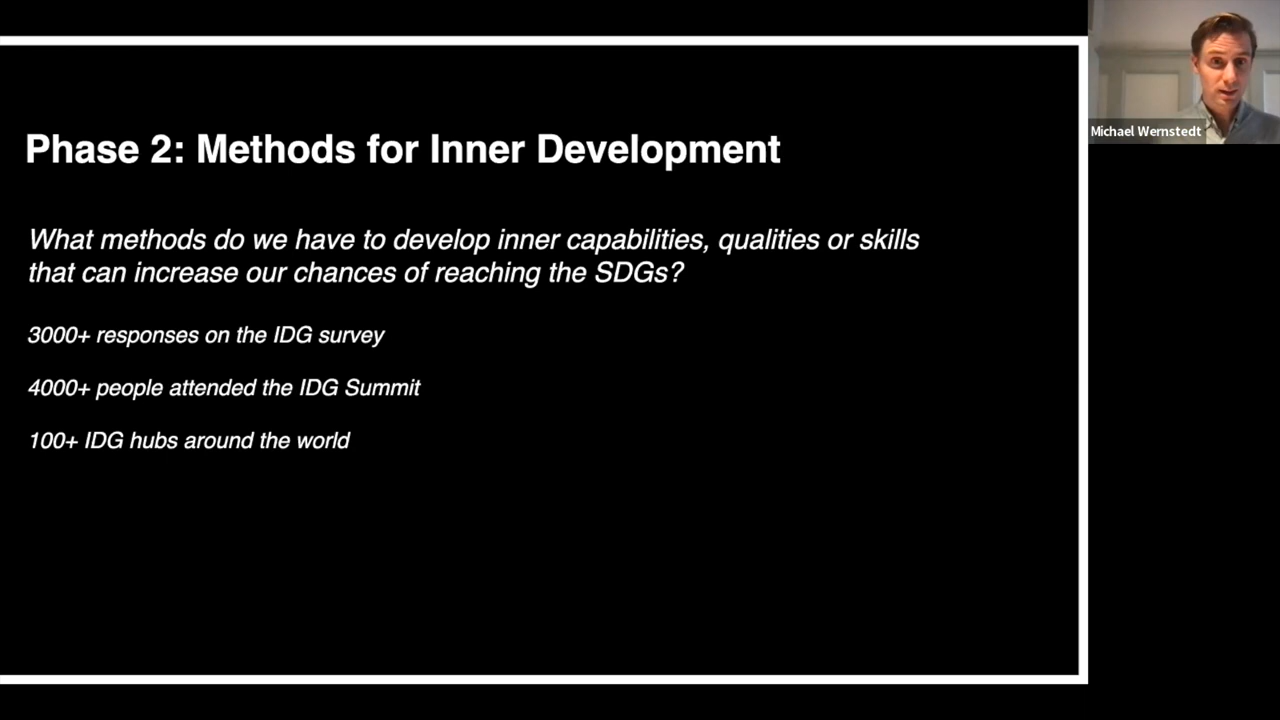 Phase 2: Methods for Inner Development
What methods do we have to develop inner capabilities, qualities or skills
that can increase our chances of reaching the SDGs?
3000+ responses on the IDG survey
4000+ people attended the IDG Summit
100+ IDG hubs around the world
Michael Wernstedt